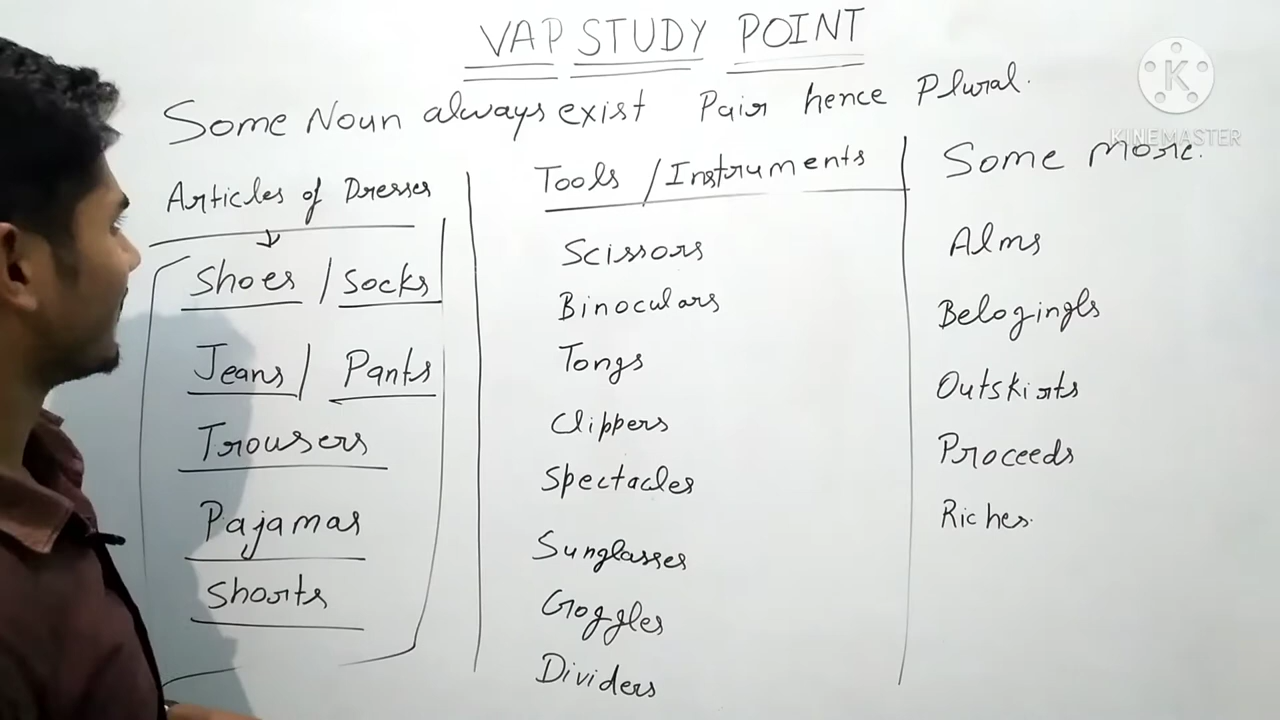 VAP STUDY POINT
K
KINEMASTER
Some Noun always exist Pair hence Plural.
Articles of Dresses
Shoes / Socks
Jeans / Pants
Trousers
Pajamas
Shorts
Tools / Instruments
Scissors
Binoculars
Tongs
Clippers
Spectacles
Sunglasses
Goggles
Dividers
Some More.
Alms
Belogingls
Outskirts
Proceeds
Riches.